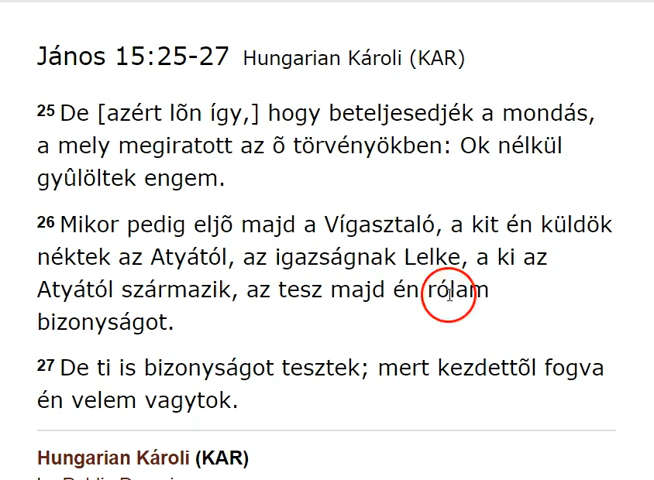 János 15:25-27 Hungarian Károli (KAR)
25 De [azért lõn így,] hogy beteljesedjék a mondás,
a mely megiratott az õ törvényökben: Ok nélkül
gyûlöltek engem.
26 Mikor pedig eljõ majd a Vígasztaló, a kit én küldök
néktek az Atyától, az igazságnak Lelke, a ki az
Atyától származik, az tesz majd én rólam
bizonyságot.
27 De ti is bizonyságot tesztek; mert kezdettõl fogva
én velem vagytok.
Hungarian Károli (KAR)